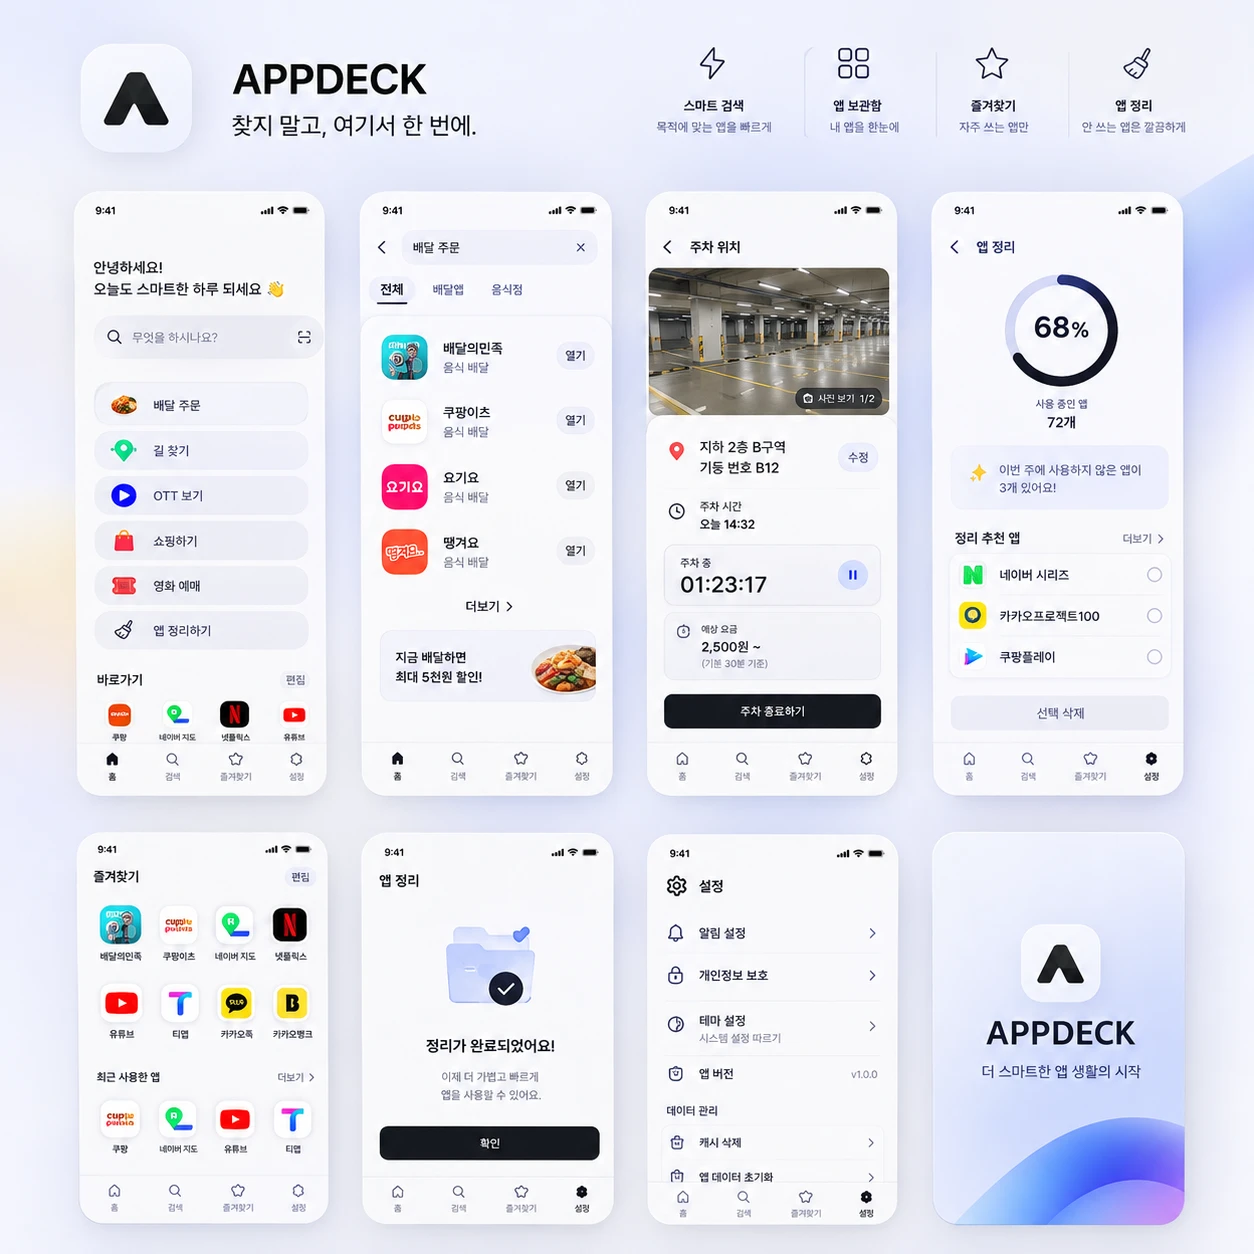 APPDECK
찾지 말고, 여기서 한 번에.
스마트 검색
목적에 맞는 앱을 빠르게
앱 보관함
내 앱을 한눈에
즐겨찾기
자주 쓰는 앱만
앱 정리
안 쓰는 앱은 깔끔하게
9:41
안녕하세요!
오늘도 스마트한 하루 되세요 👋
무엇을 하시나요?
배달 주문
길 찾기
OTT 보기
쇼핑하기
영화 예매
앱 정리하기
바로가기
편집
쿠팡
네이버 지도
넷플릭스
유튜브
홈
검색
즐겨찾기
설정
9:41
배달 주문
전체
배달앱
음식점
배달의민족
음식 배달
열기
쿠팡이츠
음식 배달
열기
요기요
요기요
음식 배달
열기
땡겨요
음식 배달
열기
더보기
지금 배달하면
최대 5천원 할인!
홈
검색
즐겨찾기
설정
9:41
주차 위치
사진 보기 1/2
지하 2층 B구역
기둥 번호 B12
수정
주차 시간
오늘 14:32
주차 중
01:23:17
예상 요금
2,500원 ~
(기본 30분 기준)
주차 종료하기
홈
검색
즐겨찾기
설정
9:41
앱 정리
68%
사용 중인 앱
72개
이번 주에 사용하지 않은 앱이
3개 있어요!
정리 추천 앱
더보기
네이버 시리즈
카카오프로젝트100
쿠팡플레이
선택 삭제
홈
검색
즐겨찾기
설정
9:41
즐겨찾기
편집
배달의민족
쿠팡이츠
네이버 지도
넷플릭스
유튜브
티맵
카카오톡
카카오뱅크
최근 사용한 앱
더보기
쿠팡
네이버 지도
유튜브
티맵
홈
검색
즐겨찾기
설정
9:41
앱 정리
정리가 완료되었어요!
이제 더 가볍고 빠르게
앱을 사용할 수 있어요.
확인
홈
검색
즐겨찾기
설정
9:41
설정
알림 설정
개인정보 보호
테마 설정
시스템 설정 따르기
앱 버전
v1.0.0
데이터 관리
캐시 삭제
앱 데이터 초기화
홈
검색
즐겨찾기
설정
APPDECK
더 스마트한 앱 생활의 시작